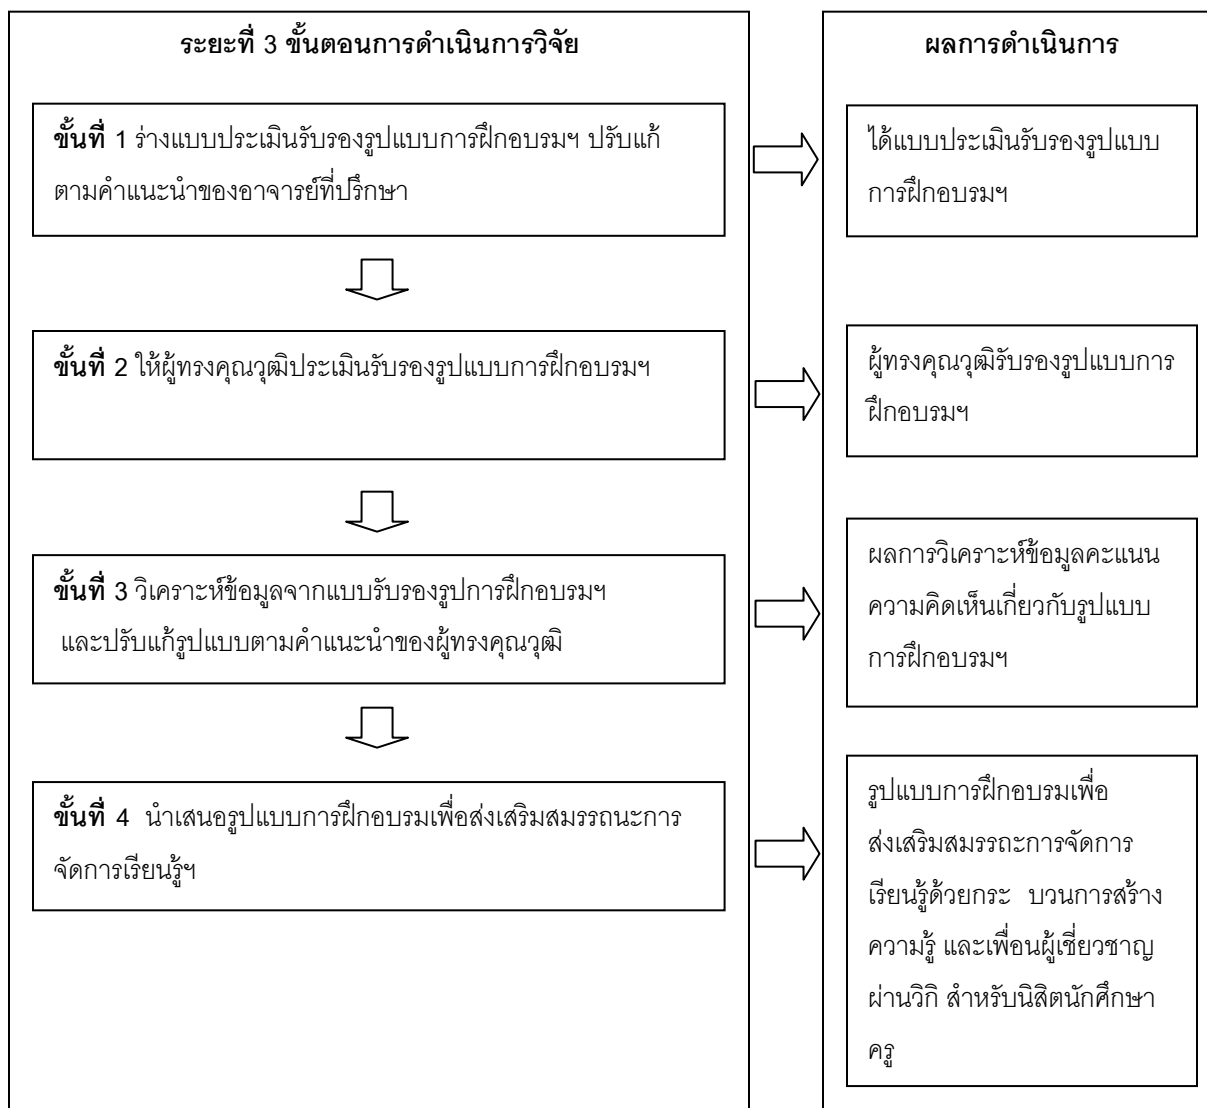 ระยะที่ 3 ขั้นตอนการดำเนินการวิจัย
ขั้นที่ 1 ร่างแบบประเมินรับรองรูปแบบการฝึกอบรมฯ ปรับแก้
ตามคำแนะนำของอาจารย์ที่ปรึกษา
ขั้นที่ 2 ให้ผู้ทรงคุณวุฒิประเมินรับรองรูปแบบการฝึกอบรมฯ
ขั้นที่ 3 วิเคราะห์ข้อมูลจากแบบรับรองรูปการฝึกอบรมฯ
และปรับแก้รูปแบบตามคำแนะนำของผู้ทรงคุณวุฒิ
ขั้นที่ 4 นำเสนอรูปแบบการฝึกอบรมเพื่อส่งเสริมสมรรถนะการ
จัดการเรียนรู้ฯ
ผลการดำเนินการ
ได้แบบประเมินรับรองรูปแบบ
การฝึกอบรมฯ
ผู้ทรงคุณวุฒิรับรองรูปแบบการ
ฝึกอบรมฯ
ผลการวิเคราะห์ข้อมูลคะแนน
ความคิดเห็นเกี่ยวกับรูปแบบ
การฝึกอบรมฯ
รูปแบบการฝึกอบรมเพื่อ
ส่งเสริมสมรรถะการจัดการ
เรียนรู้ด้วยกระ บวนการสร้าง
ความรู้ และเพื่อนผู้เชี่ยวชาญ
ผ่านวิกิ สำหรับนิสิตนักศึกษา
ครู